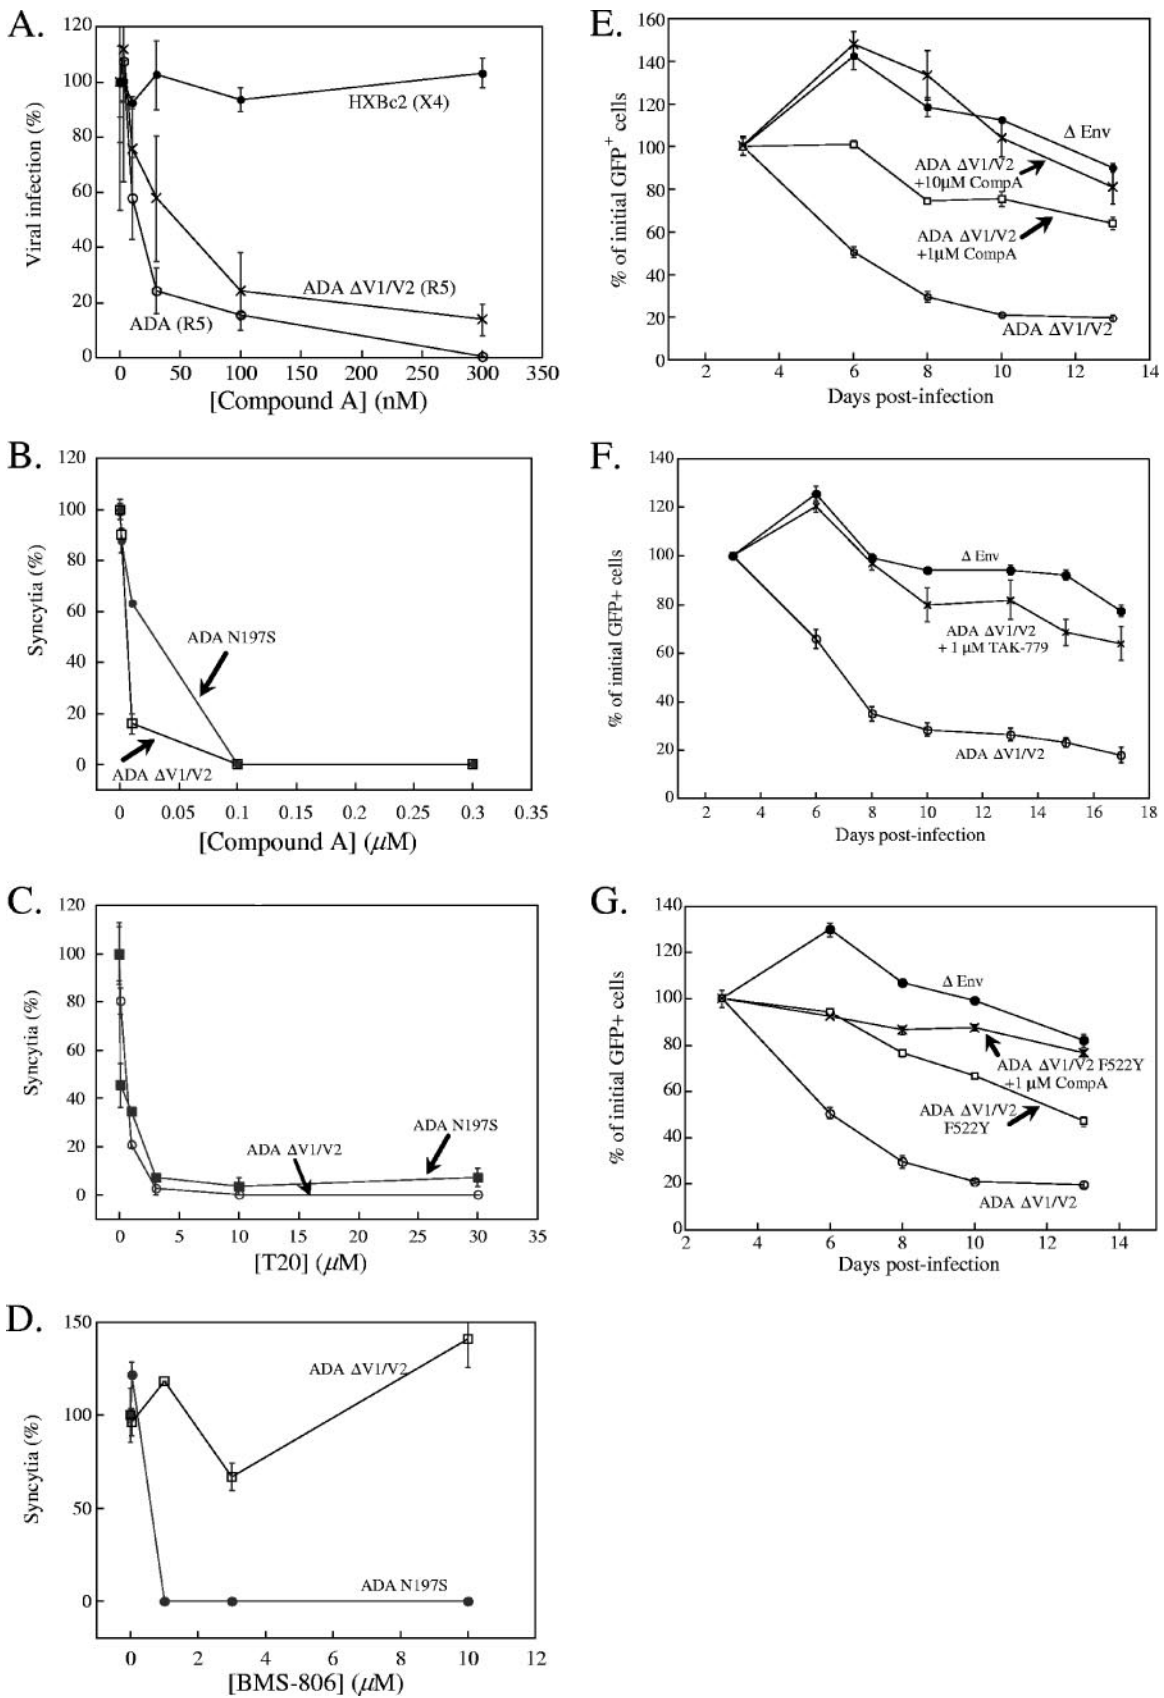 A.
120
100
80
60
40
20
0
Viral infection (%)
HXBc2 (X4)
ADA ΔV1/V2 (R5)
ADA (R5)
0 50 100 150 200 250 300 350
[Compound A] (nM)
B.
120
100
80
60
40
20
0
Syncytia (%)
ADA N197S
ADA ΔV1/V2
0 0.05 0.1 0.15 0.2 0.25 0.3 0.35
[Compound A] (μM)
C.
120
100
80
60
40
20
0
Syncytia (%)
ADA ΔV1/V2
ADA N197S
0 5 10 15 20 25 30 35
[T20] (μM)
D.
150
100
50
0
Syncytia (%)
ADA ΔV1/V2
ADA N197S
0 2 4 6 8 10 12
[BMS-806] (μM)
E.
160
140
120
100
80
60
40
20
0
% of initial GFP+ cells
Δ Env
ADA ΔV1/V2
+10μM CompA
ADA ΔV1/V2
+1μM CompA
ADA ΔV1/V2
2 4 6 8 10 12 14
Days post-infection
F.
140
120
100
80
60
40
20
0
% of initial GFP+ cells
Δ Env
ADA ΔV1/V2
+ 1 μM TAK-779
ADA ΔV1/V2
2 4 6 8 10 12 14 16 18
Days post-infection
G.
140
120
100
80
60
40
20
0
% of initial GFP+ cells
Δ Env
ADA ΔV1/V2 F522Y
+1 μM CompA
ADA ΔV1/V2
F522Y
ADA ΔV1/V2
2 4 6 8 10 12 14
Days post-infection